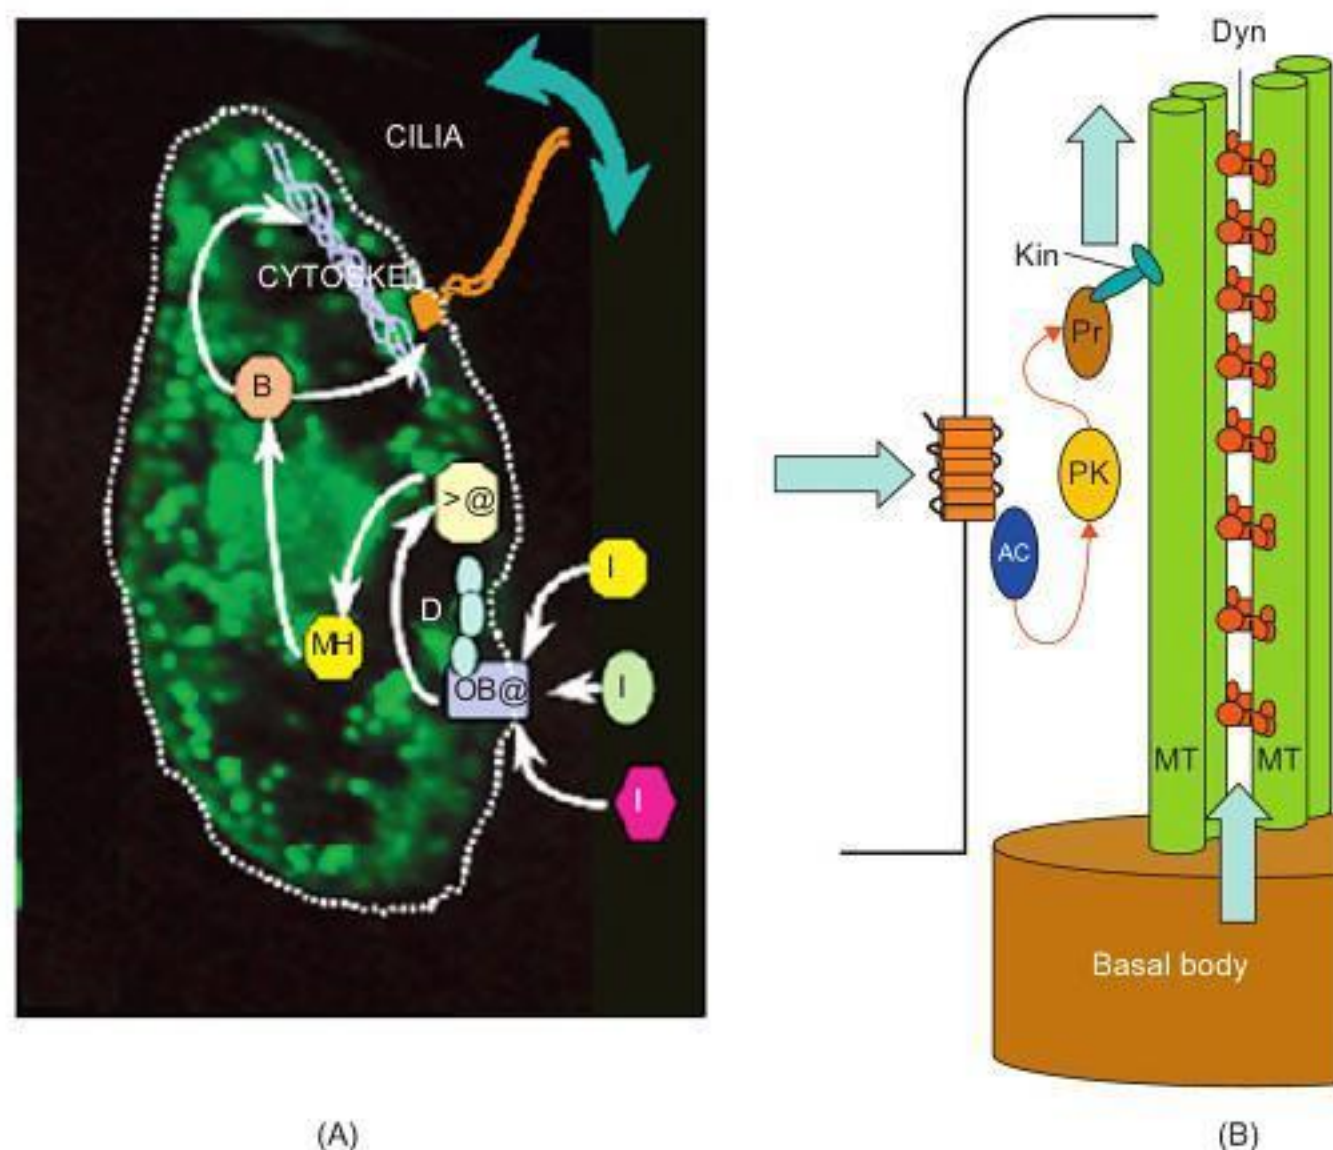 CILIA
CYTOSKEL
B
>@
I
D
MH
OB@
I
I
(A)
Dyn
Kin
Pr
PK
AC
MT
MT
Basal body
(B)